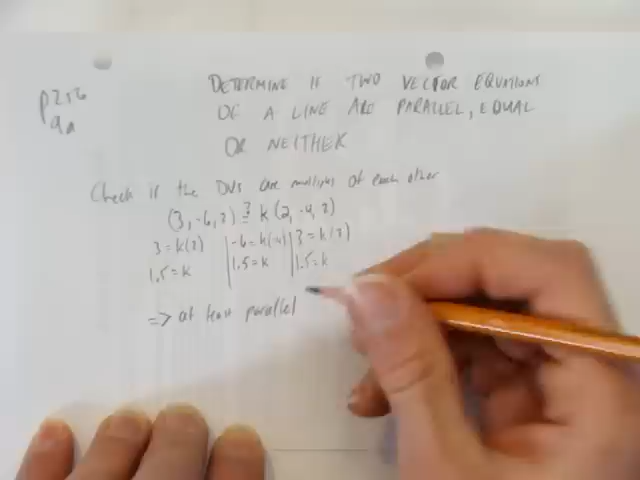 p256
9a
DETERMINE IF TWO VECTOR EQUATIONS
OF A LINE ARE PARALLEL, EQUAL
OR NEITHER
Check if the DVs are multiples of each other
(3, -6, 3) ?= k(2, -4, 2)
3 = k(2) | -6 = k(-4) | 3 = k(2)
1.5 = k | 1.5 = k | 1.5 = k
=> at least parallel